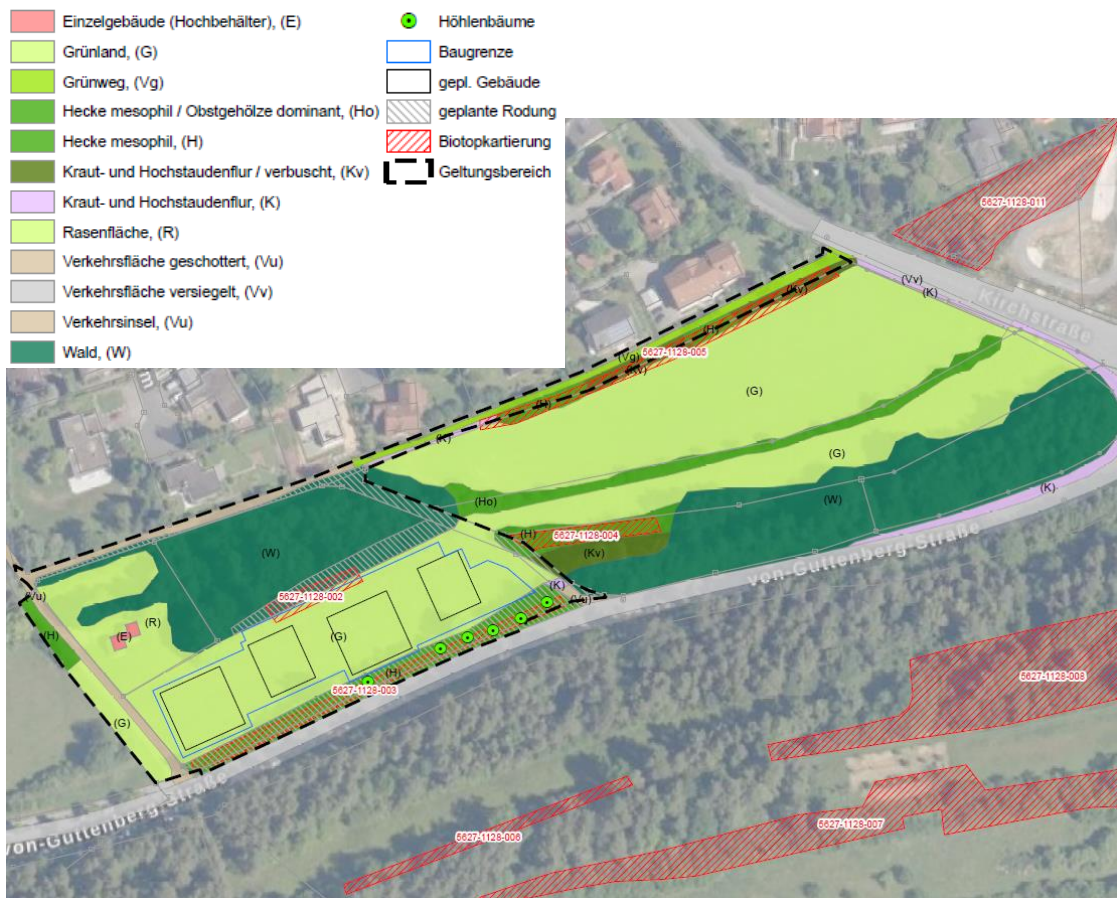 Einzelgebäude (Hochbehälter), (E)
Grünland, (G)
Grünweg, (Vg)
Hecke mesophil / Obstgehölze dominant, (Ho)
Hecke mesophil, (H)
Kraut- und Hochstaudenflur / verbuscht, (Kv)
Kraut- und Hochstaudenflur, (K)
Rasenfläche, (R)
Verkehrsfläche geschottert, (Vu)
Verkehrsfläche versiegelt, (Vv)
Verkehrsinsel, (Vu)
Wald, (W)
Höhlenbäume
Baugrenze
gepl. Gebäude
geplante Rodung
Biotopkartierung
Geltungsbereich
5627-1128-011
(Vv)
(K)
Kirchstraße
(Kv)
(H)
5627-1128-005
(Vg)
(Kv)
(G)
(H)
(K)
(G)
(Ho)
(W)
(K)
(H)
5627-1128-004
(Kv)
(W)
von-Guttenberg Straße
(K)
(Vu)
5627-1128-002
(Vu)
(R)
(H)
(E)
(G)
(H)
5627-1128-003
5627-1128-008
(G)
von-Guttenberg Straße
5627-1128-007
5627-1128-006